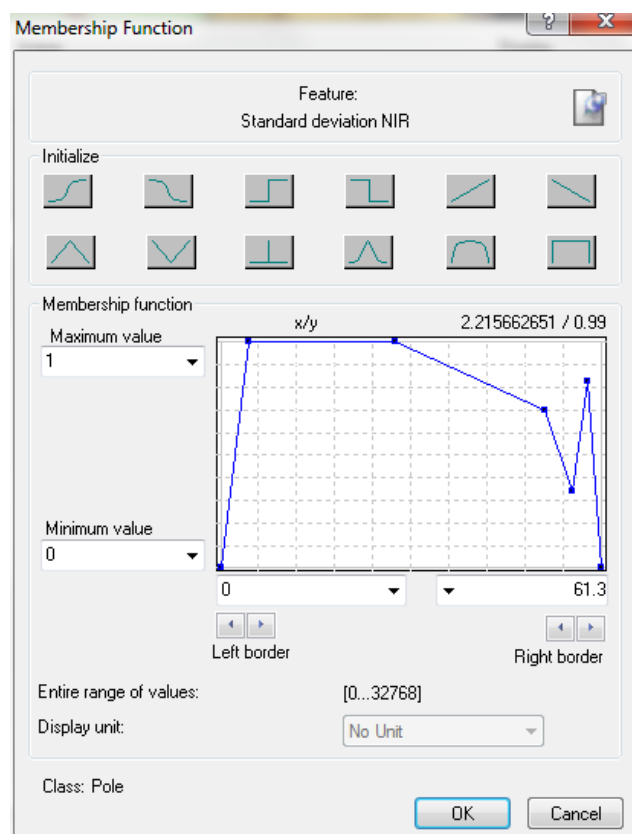 Membership Function
?
X
Feature:
Standard deviation NIR
Initialize
Membership function
Maximum value
x/y
2.215662651 / 0.99
1
Minimum value
0
0
61.3
Left border
Right border
Entire range of values:
[0...32768]
Display unit:
No Unit
Class: Pole
OK
Cancel